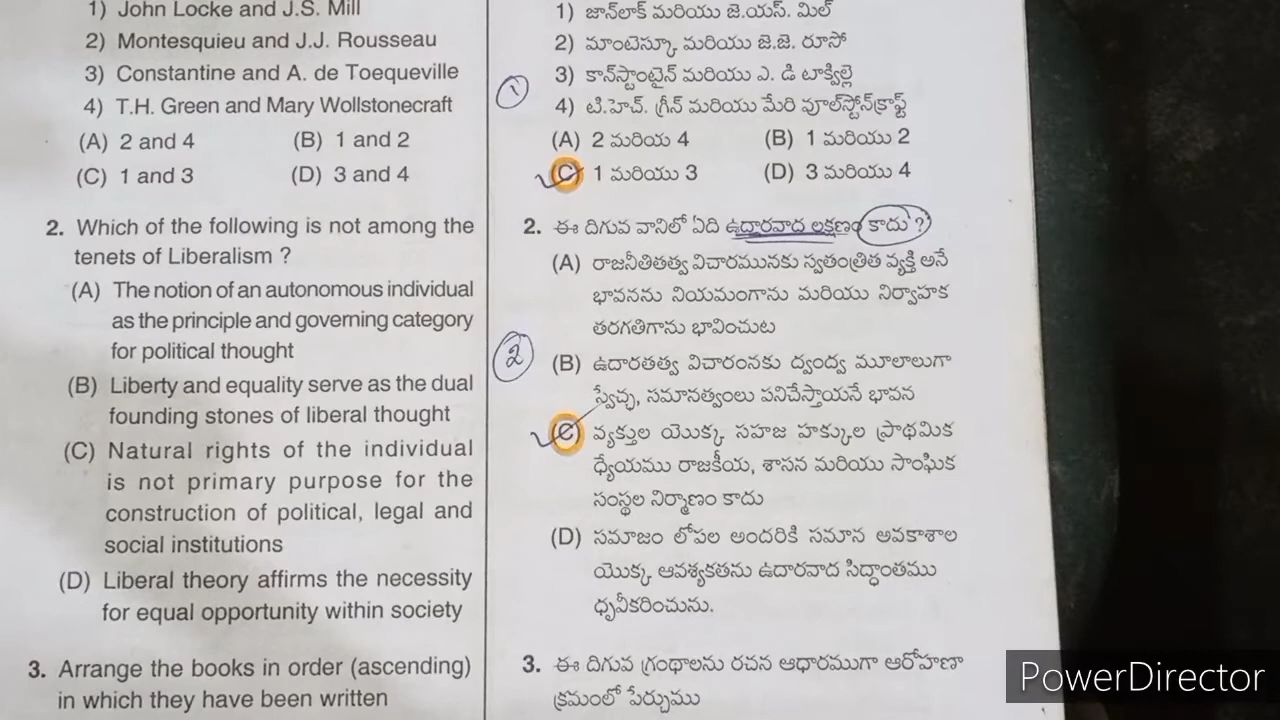 1) John Locke and J.S. Mill
2) Montesquieu and J.J. Rousseau
3) Constantine and A. de Toequeville
4) T.H. Green and Mary Wollstonecraft
(A) 2 and 4 (B) 1 and 2
(C) 1 and 3 (D) 3 and 4
2. Which of the following is not among the
tenets of Liberalism ?
(A) The notion of an autonomous individual
as the principle and governing category
for political thought
(B) Liberty and equality serve as the dual
founding stones of liberal thought
(C) Natural rights of the individual
is not primary purpose for the
construction of political, legal and
social institutions
(D) Liberal theory affirms the necessity
for equal opportunity within society
3. Arrange the books in order (ascending)
in which they have been written
1) జాన్‌లాక్ మరియు జె.యస్. మిల్
2) మాంటెస్క్యూ మరియు జె.జె. రూసో
3) కాన్‌స్టాంటైన్ మరియు ఎ. డి టాక్విల్లె
1
4) టి.హెచ్. గ్రీన్ మరియు మేరి వూల్‌స్టోన్‌క్రాఫ్ట్
(A) 2 మరియ 4 (B) 1 మరియు 2
(C) 1 మరియు 3 (D) 3 మరియు 4
2. ఈ దిగువ వానిలో ఏది ఉదారవాద లక్షణం కాదు ?
(A) రాజనీతితత్వ విచారమునకు స్వతంత్రిత వ్యక్తి అనే
భావనను నియమంగాను మరియు నిర్వాహక
తరగతిగాను భావించుట
2
(B) ఉదారతత్వ విచారంనకు ద్వంద్వ మూలాలుగా
స్వేచ్ఛ, సమానత్వంలు పనిచేస్తాయనే భావన
(C) వ్యక్తుల యొక్క సహజ హక్కుల ప్రాథమిక
ధ్యేయము రాజకీయ, శాసన మరియు సాంఘిక
సంస్థల నిర్మాణం కాదు
(D) సమాజం లోపల అందరికి సమాన అవకాశాల
యొక్క ఆవశ్యకతను ఉదారవాద సిద్ధాంతము
ధృవీకరించును.
3. ఈ దిగువ గ్రంథాలను రచన ఆధారముగా ఆరోహణా
క్రమంలో పేర్చుము
PowerDirector